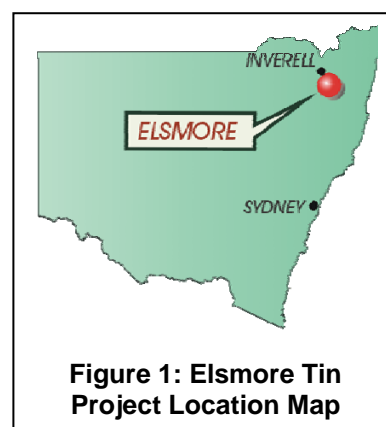 INVERELL
ELSMORE
SYDNEY
Figure 1: Elsmore Tin
Project Location Map